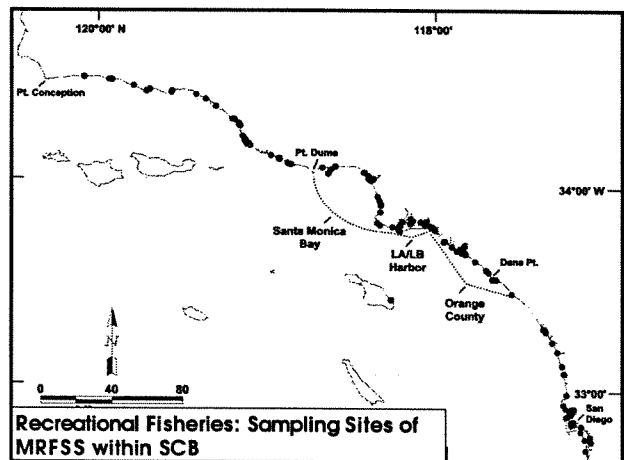 120°00' N
118°00'
Pt. Conception
Pt. Dume
34°00 W
Santa Monica
Bay
LA/LB
Harbor
Dana Pt.
Orange
County
N
0 40 80
33°00'
San
Diego
Recreational Fisheries: Sampling Sites of
MRFSS within SCB